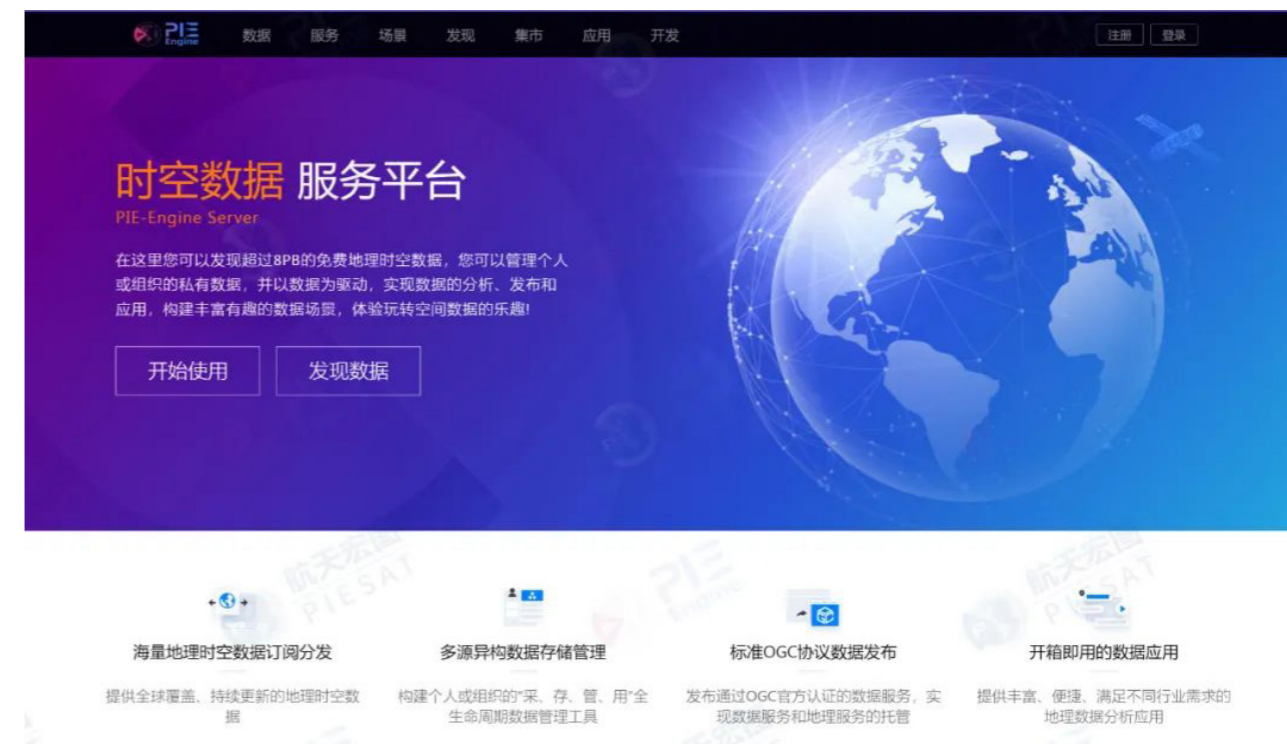 PIE Engine 数据 服务 场景 发现 集市 应用 开发 注册 登录
时空数据 服务平台
PIE-Engine Server
在这里您可以发现超过8PB的免费地理时空数据，您可以管理个人
或组织的私有数据，并以数据为驱动，实现数据的分析、发布和
应用，构建丰富有趣的数据场景，体验玩转空间数据的乐趣!
开始使用 发现数据
航天宏图 PIESAT PIE Engine 航天宏图 PIESAT
海量地理时空数据订阅分发 多源异构数据存储管理 标准OGC协议数据发布 开箱即用的数据应用
提供全球覆盖、持续更新的地理时空数 构建个人或组织的"采、存、管、用"全 发布通过OGC官方认证的数据服务，实 提供丰富、便捷、满足不同行业需求的
据 生命周期数据管理工具 现数据服务和地理服务的托管 地理数据分析应用